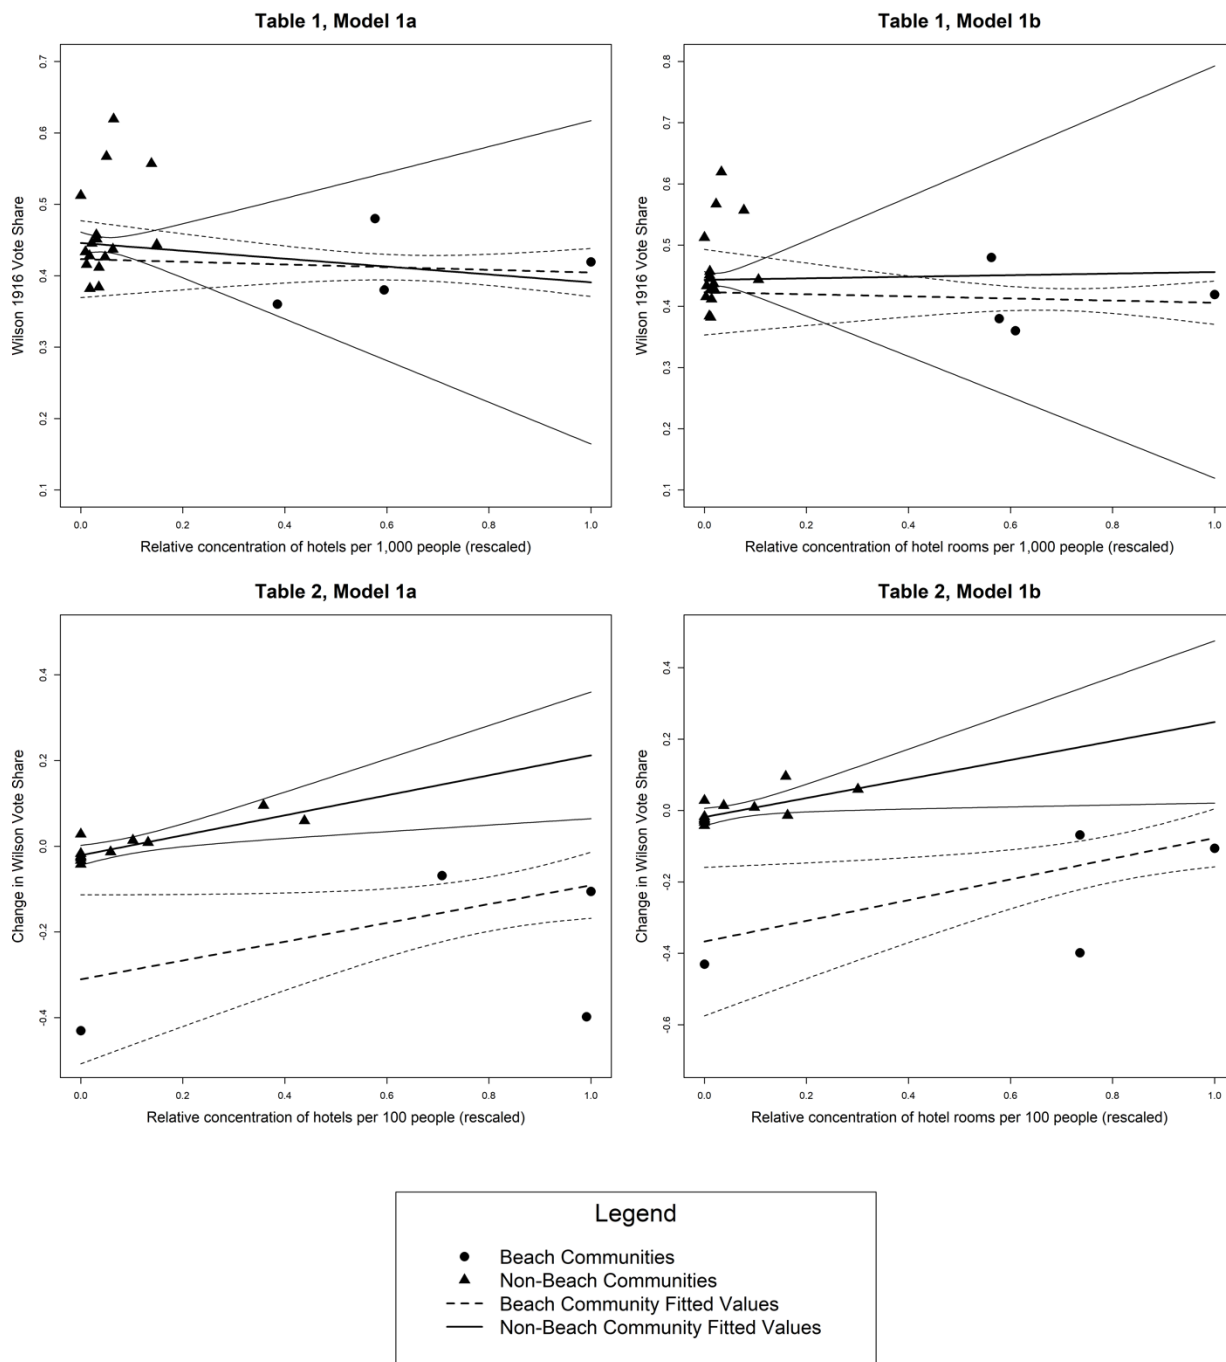 Table 1, Model 1a
Wilson 1916 Vote Share
0.7
0.6
0.5
0.4
0.3
0.2
0.1
0.0 0.2 0.4 0.6 0.8 1.0
Relative concentration of hotels per 1,000 people (rescaled)
Table 1, Model 1b
Wilson 1916 Vote Share
0.8
0.7
0.6
0.5
0.4
0.3
0.2
0.1
0.0 0.2 0.4 0.6 0.8 1.0
Relative concentration of hotel rooms per 1,000 people (rescaled)
Table 2, Model 1a
Change in Wilson Vote Share
0.4
0.2
0.0
-0.2
-0.4
0.0 0.2 0.4 0.6 0.8 1.0
Relative concentration of hotels per 100 people (rescaled)
Table 2, Model 1b
Change in Wilson Vote Share
0.4
0.2
0.0
-0.2
-0.4
-0.6
0.0 0.2 0.4 0.6 0.8 1.0
Relative concentration of hotel rooms per 100 people (rescaled)
Legend
Beach Communities
Non-Beach Communities
Beach Community Fitted Values
Non-Beach Community Fitted Values